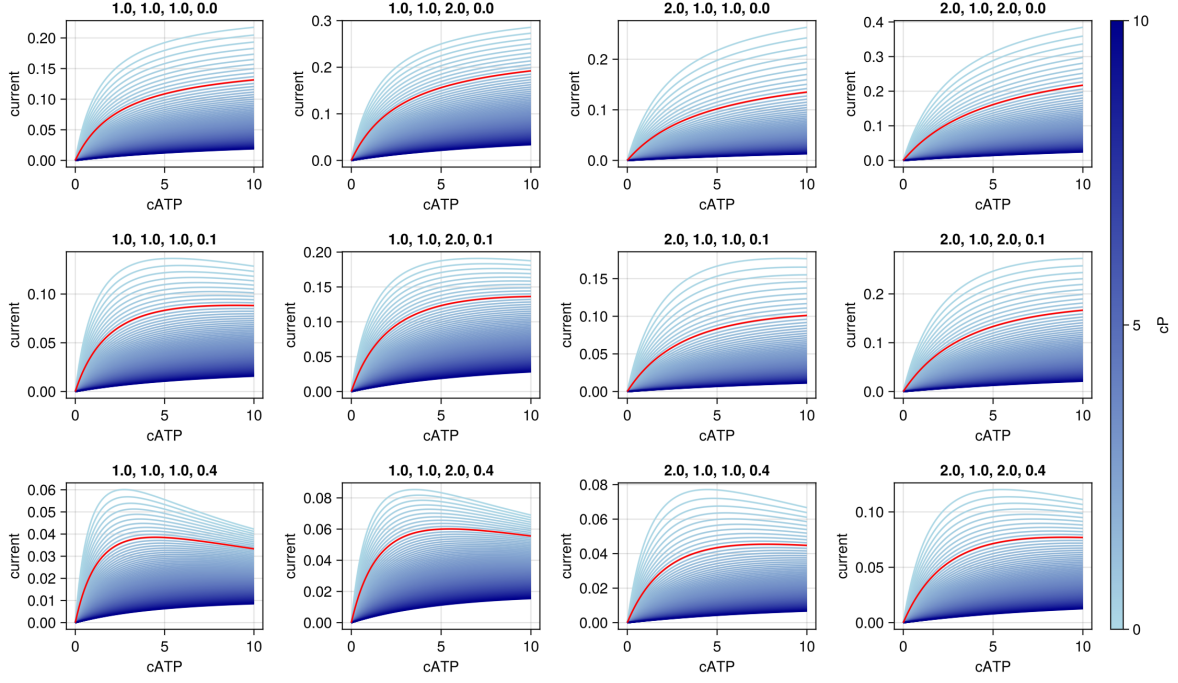 1.0, 1.0, 1.0, 0.0
current
0.20
0.15
0.10
0.05
0.00
0
5
10
cATP
1.0, 1.0, 2.0, 0.0
current
0.3
0.2
0.1
0.0
0
5
10
cATP
2.0, 1.0, 1.0, 0.0
current
0.2
0.1
0.0
0
5
10
cATP
2.0, 1.0, 2.0, 0.0
current
0.4
0.3
0.2
0.1
0.0
0
5
10
cATP
1.0, 1.0, 1.0, 0.1
current
0.10
0.05
0.00
0
5
10
cATP
1.0, 1.0, 2.0, 0.1
current
0.20
0.15
0.10
0.05
0.00
0
5
10
cATP
2.0, 1.0, 1.0, 0.1
current
0.15
0.10
0.05
0.00
0
5
10
cATP
2.0, 1.0, 2.0, 0.1
current
0.2
0.1
0.0
0
5
10
cATP
1.0, 1.0, 1.0, 0.4
current
0.06
0.05
0.04
0.03
0.02
0.01
0.00
0
5
10
cATP
1.0, 1.0, 2.0, 0.4
current
0.08
0.06
0.04
0.02
0.00
0
5
10
cATP
2.0, 1.0, 1.0, 0.4
current
0.08
0.06
0.04
0.02
0.00
0
5
10
cATP
2.0, 1.0, 2.0, 0.4
current
0.10
0.05
0.00
0
5
10
cATP
10
5
0
cP